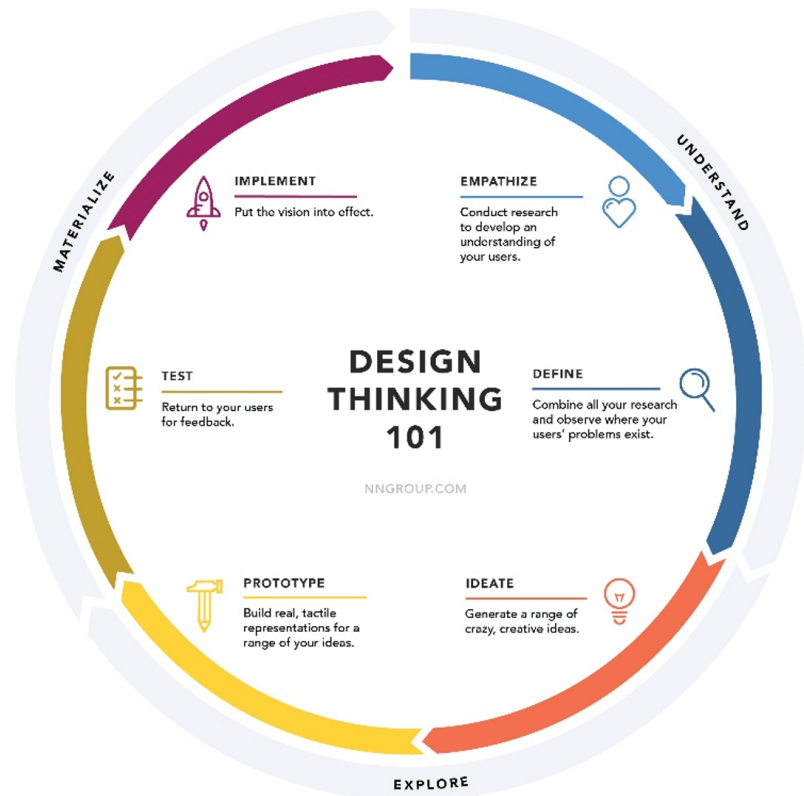 DESIGN
THINKING
101
NNGROUP.COM
UNDERSTAND
EMPATHIZE
Conduct research
to develop an
understanding of
your users.
DEFINE
Combine all your research
and observe where your
users’ problems exist.
EXPLORE
IDEATE
Generate a range of
crazy, creative ideas.
PROTOTYPE
Build real, tactile
representations for a
range of your ideas.
MATERIALIZE
TEST
Return to your users
for feedback.
IMPLEMENT
Put the vision into effect.